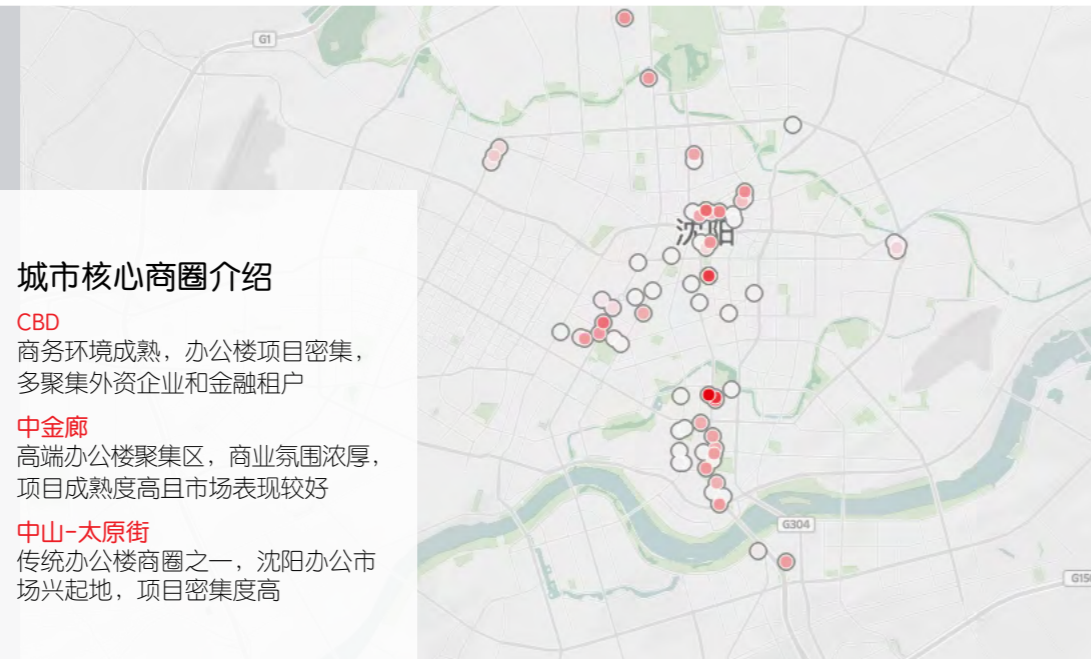 G1
沈阳
城市核心商圈介绍
CBD
商务环境成熟，办公楼项目密集，
多聚集外资企业和金融租户
中金廊
高端办公楼聚集区，商业氛围浓厚，
项目成熟度高且市场表现较好
中山-太原街
传统办公楼商圈之一，沈阳办公市
场兴起地，项目密集度高
G304